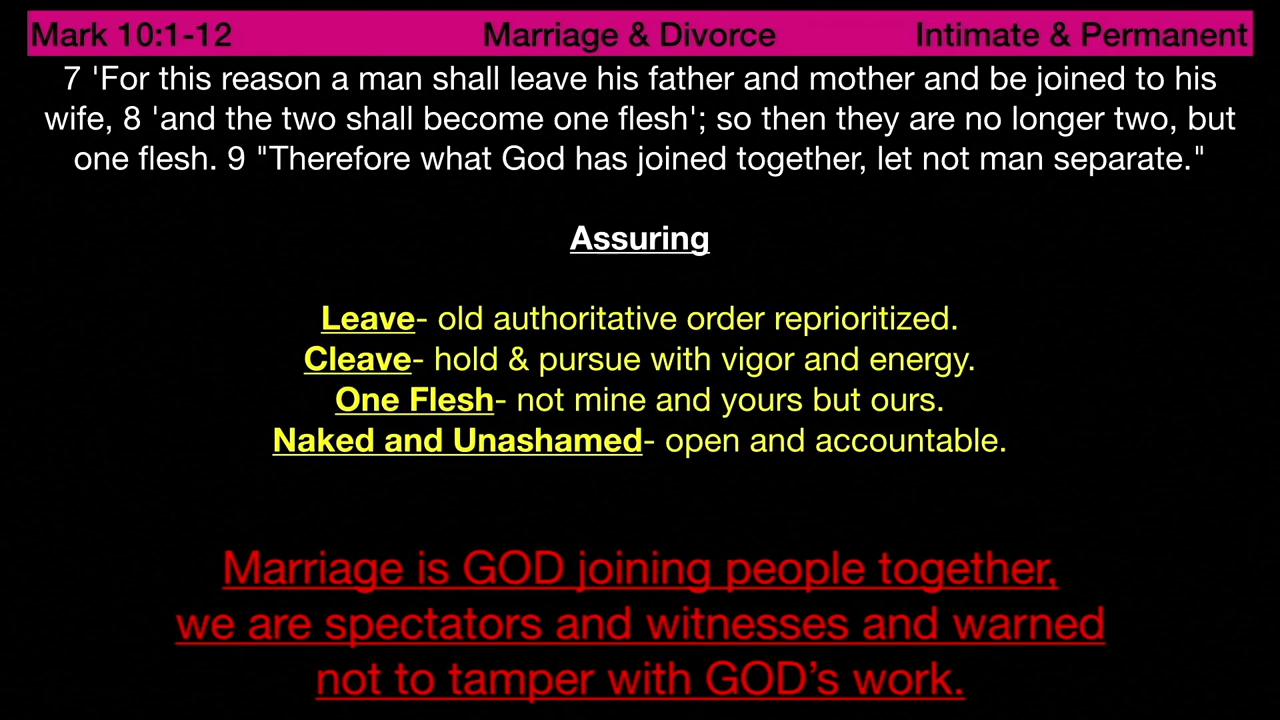 Mark 10:1-12 Marriage & Divorce Intimate & Permanent
7 'For this reason a man shall leave his father and mother and be joined to his
wife, 8 'and the two shall become one flesh'; so then they are no longer two, but
one flesh. 9 "Therefore what God has joined together, let not man separate."
Assuring
Leave- old authoritative order reprioritized.
Cleave- hold & pursue with vigor and energy.
One Flesh- not mine and yours but ours.
Naked and Unashamed- open and accountable.
Marriage is GOD joining people together,
we are spectators and witnesses and warned
not to tamper with GOD’s work.